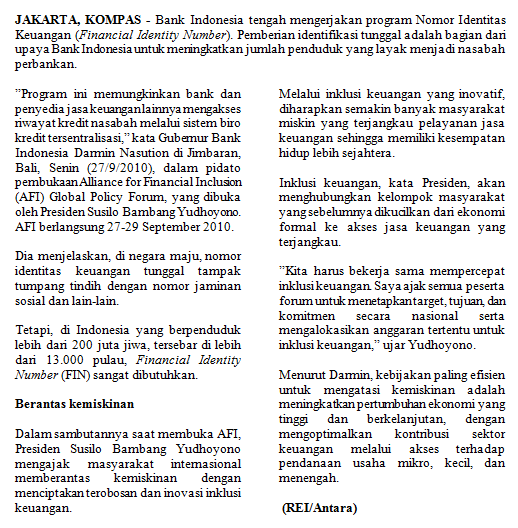 JAKARTA, KOMPAS - Bank Indonesia tengah mengerjakan program Nomor Identitas
Keuangan (Financial Identity Number). Pemberian identifikasi tunggal adalah bagian dari
upaya Bank Indonesia untuk meningkatkan jumlah penduduk yang layak menjadi nasabah
perbankan.
”Program ini memungkinkan bank dan
penyedia jasa keuangan lainnya mengakses
riwayat kredit nasabah melalui sistem biro
kredit tersentralisasi,” kata Gubernur Bank
Indonesia Darmin Nasution di Jimbaran,
Bali, Senin (27/9/2010), dalam pidato
pembukaan Alliance for Financial Inclusion
(AFI) Global Policy Forum, yang dibuka
oleh Presiden Susilo Bambang Yudhoyono.
AFI berlangsung 27-29 September 2010.
Dia menjelaskan, di negara maju, nomor
identitas keuangan tunggal tampak
tumpang tindih dengan nomor jaminan
sosial dan lain-lain.
Tetapi, di Indonesia yang berpenduduk
lebih dari 200 juta jiwa, tersebar di lebih
dari 13.000 pulau, Financial Identity
Number (FIN) sangat dibutuhkan.
Berantas kemiskinan
Dalam sambutannya saat membuka AFI,
Presiden Susilo Bambang Yudhoyono
mengajak masyarakat internasional
memberantas kemiskinan dengan
menciptakan terobosan dan inovasi inklusi
keuangan.
Melalui inklusi keuangan yang inovatif,
diharapkan semakin banyak masyarakat
miskin yang terjangkau pelayanan jasa
keuangan sehingga memiliki kesempatan
hidup lebih sejahtera.
Inklusi keuangan, kata Presiden, akan
menghubungkan kelompok masyarakat
yang sebelumnya dikucilkan dari ekonomi
formal ke akses jasa keuangan yang
terjangkau.
”Kita harus bekerja sama mempercepat
inklusi keuangan. Saya ajak semua peserta
forum untuk menetapkan target, tujuan, dan
komitmen secara nasional serta
mengalokasikan anggaran tertentu untuk
inklusi keuangan,” ujar Yudhoyono.
Menurut Darmin, kebijakan paling efisien
untuk mengatasi kemiskinan adalah
meningkatkan pertumbuhan ekonomi yang
tinggi dan berkelanjutan, dengan
mengoptimalkan kontribusi sektor
keuangan melalui akses terhadap
pendanaan usaha mikro, kecil, dan
menengah.
(REI/Antara)